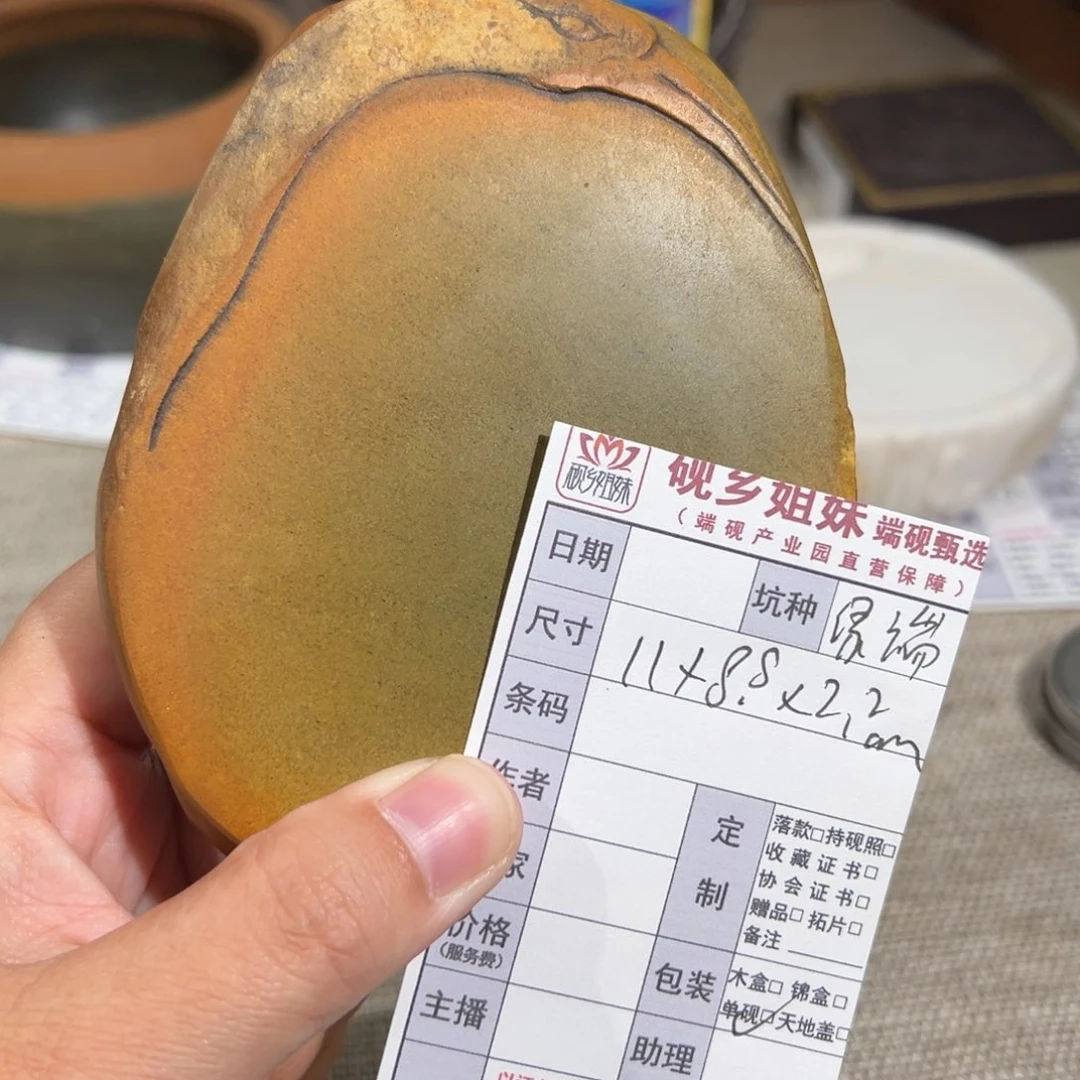 砚乡姐妹
砚乡姐妹 端砚甄选
（端砚产业园直营保障）
日期
坑种 绿端
尺寸 11×8.8×2.2cm
条码
作者
家
定制
落款□ 持砚照□
收藏证书□
协会证书□
赠品□ 拓片□
备注
价格
(服务费)
包装
木盒□ 锦盒□
单砚□ 天地盖□
主播
助理